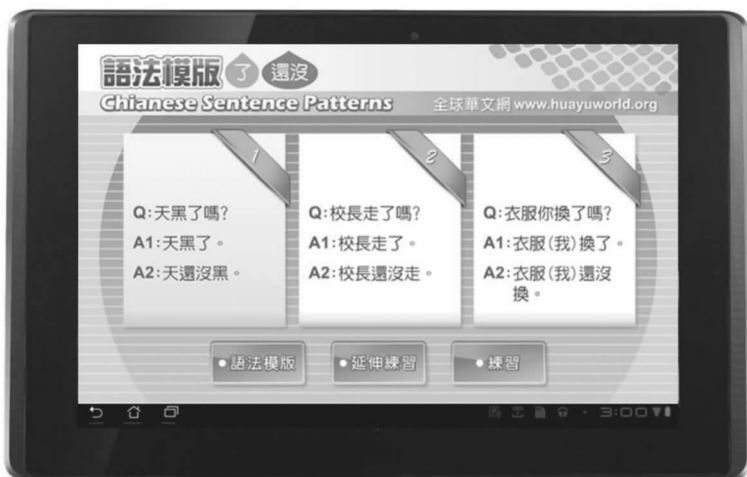 語法模版 了 還沒
Chianese Sentence Patterns 全球華文網 www.huayuworld.org
1
Q:天黑了嗎?
A1:天黑了。
A2:天還沒黑。
2
Q:校長走了嗎?
A1:校長走了。
A2:校長還沒走。
3
Q:衣服你換了嗎?
A1:衣服(我)換了。
A2:衣服(我)還沒
換。
•語法模版
•延伸練習
•練習
3:00